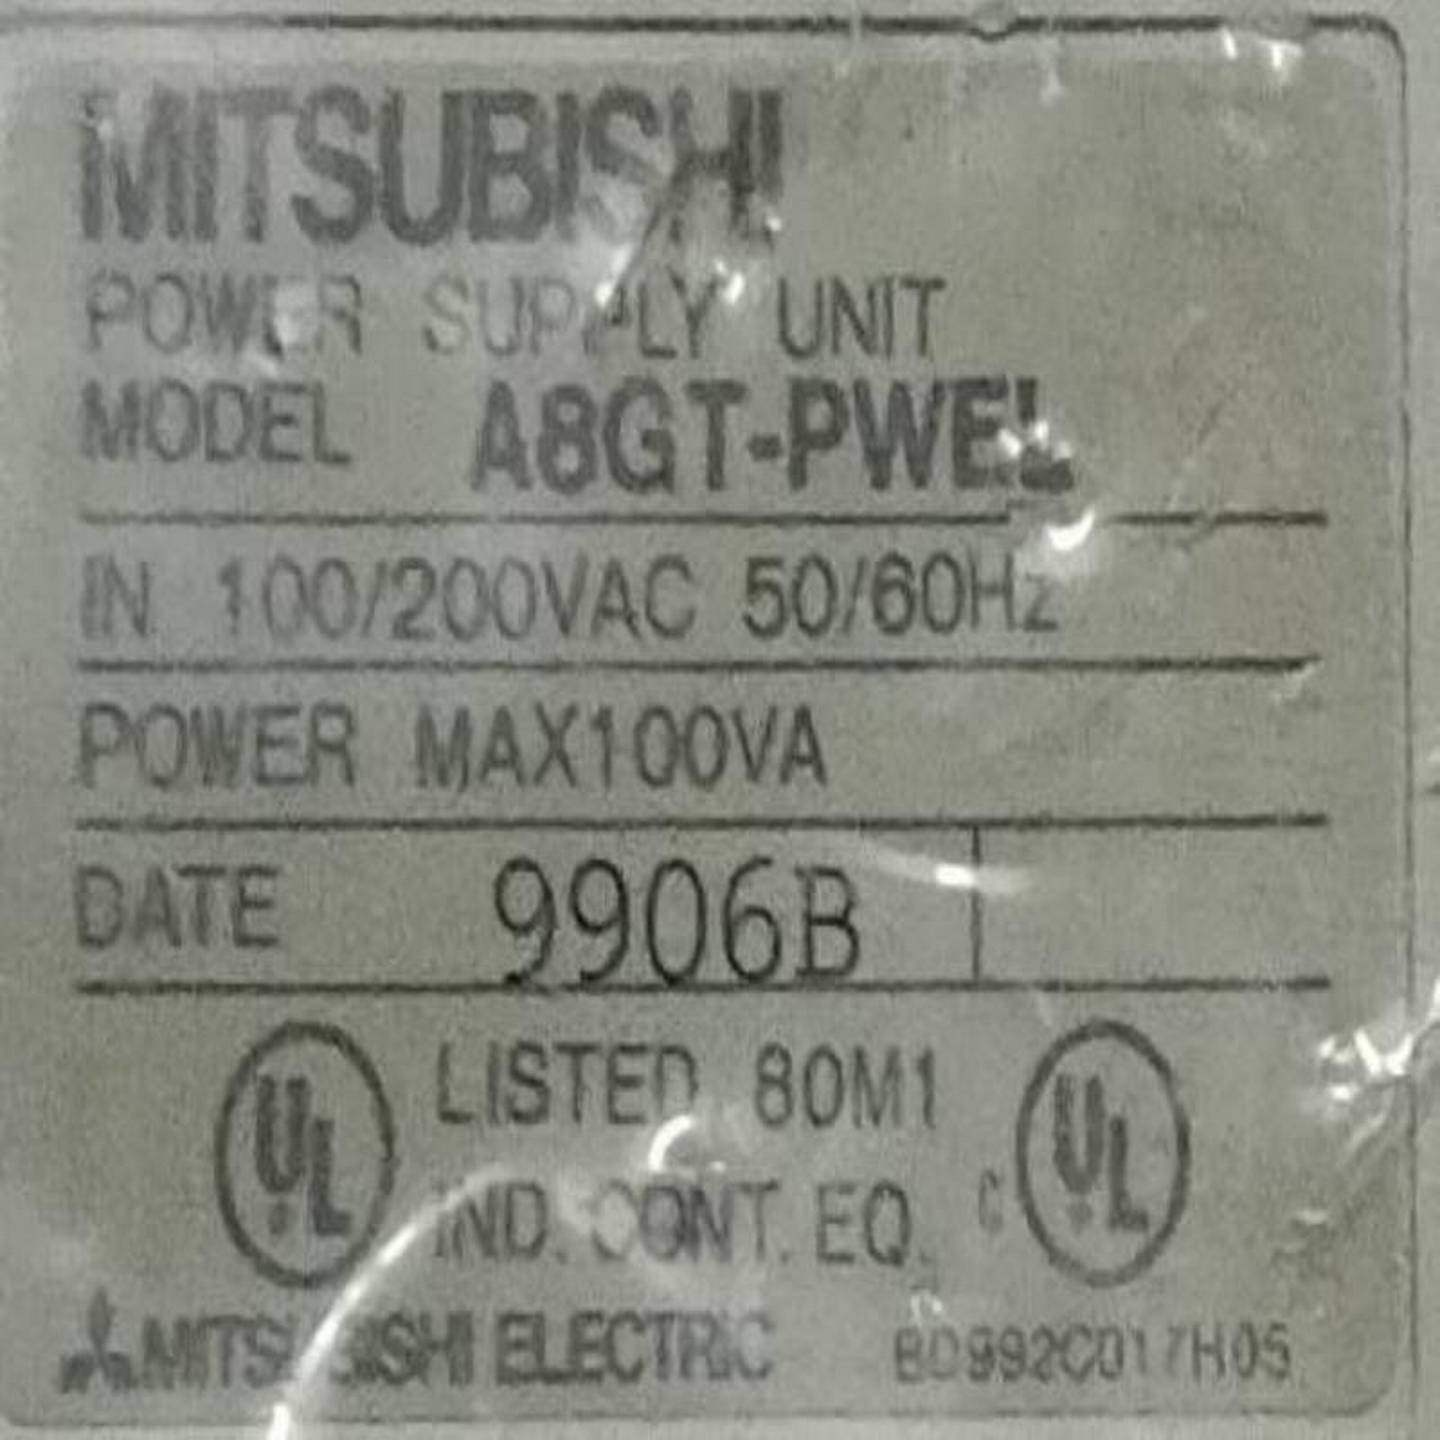 MITSUBISHI
POWER SUPPLY UNIT
MODEL A8GT-PWEL
IN 100/200VAC 50/60Hz
POWER MAX100VA
DATE 9906B
UL LISTED 80M1 c UL
IND. CONT. EQ.
MITSUBISHI ELECTRIC BD992C017H05